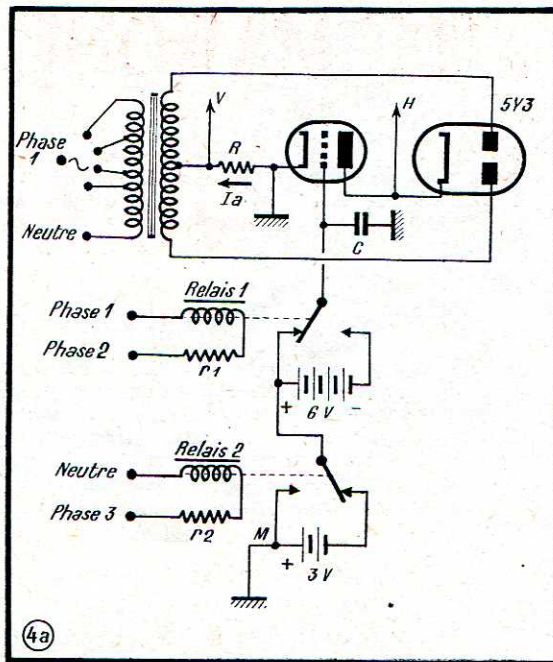 5Y3
V
H
R
Phase
1
Ia
C
Neutre
Relais 1
Phase 1
Phase 2
r1
+ 6 V -
Relais 2
Neutre
Phase 3
r2
M
+ 3 V
4a